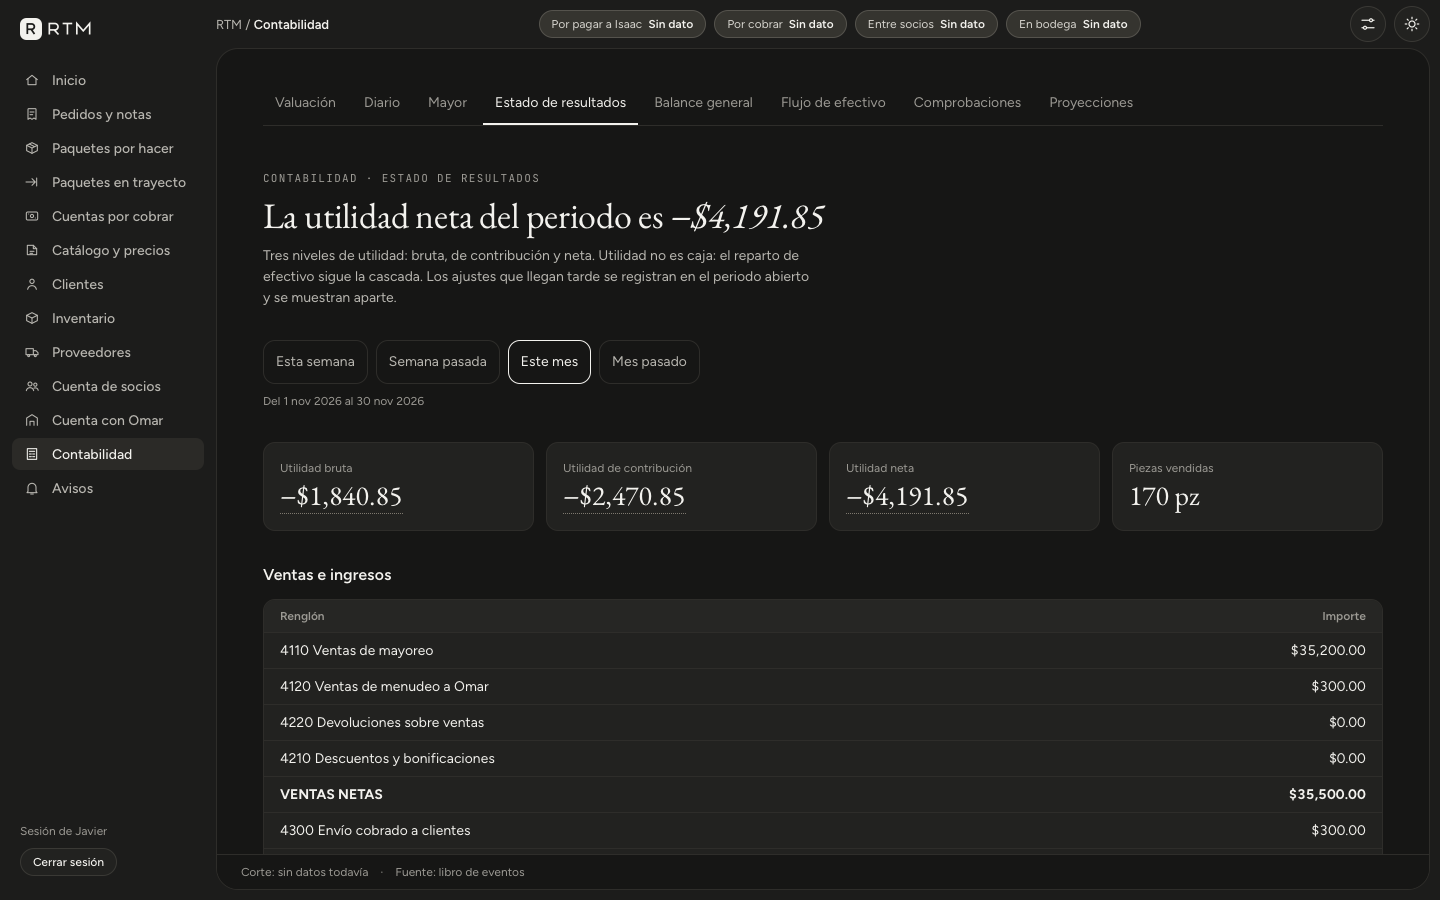 R RTM
RTM / Contabilidad
Por pagar a Isaac Sin dato
Por cobrar Sin dato
Entre socios Sin dato
En bodega Sin dato
Inicio
Pedidos y notas
Paquetes por hacer
Paquetes en trayecto
Cuentas por cobrar
Catálogo y precios
Clientes
Inventario
Proveedores
Cuenta de socios
Cuenta con Omar
Contabilidad
Avisos
Sesión de Javier
Cerrar sesión
Valuación
Diario
Mayor
Estado de resultados
Balance general
Flujo de efectivo
Comprobaciones
Proyecciones
CONTABILIDAD · ESTADO DE RESULTADOS
La utilidad neta del periodo es −$4,191.85
Tres niveles de utilidad: bruta, de contribución y neta. Utilidad no es caja: el reparto de
efectivo sigue la cascada. Los ajustes que llegan tarde se registran en el periodo abierto
y se muestran aparte.
Esta semana
Semana pasada
Este mes
Mes pasado
Del 1 nov 2026 al 30 nov 2026
Utilidad bruta
−$1,840.85
Utilidad de contribución
−$2,470.85
Utilidad neta
−$4,191.85
Piezas vendidas
170 pz
Ventas e ingresos
Renglón Importe
4110 Ventas de mayoreo $35,200.00
4120 Ventas de menudeo a Omar $300.00
4220 Devoluciones sobre ventas $0.00
4210 Descuentos y bonificaciones $0.00
VENTAS NETAS $35,500.00
4300 Envío cobrado a clientes $300.00
Corte: sin datos todavía · Fuente: libro de eventos